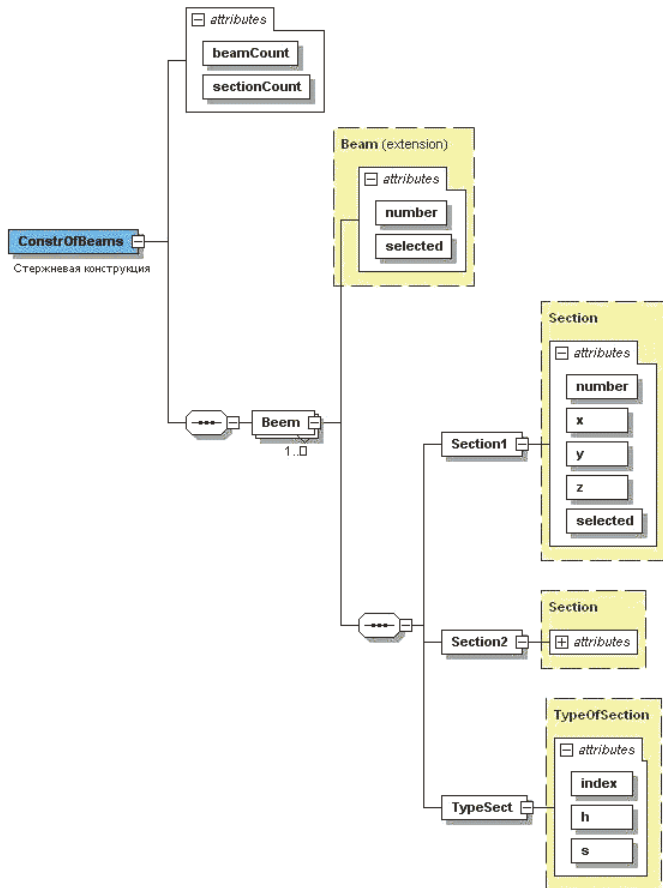 attributes
beamCount
sectionCount
Beam (extension)
attributes
number
selected
ConstrOfBeams
Стержневая конструкция
Beem
1..
Section
attributes
number
x
y
z
selected
Section1
Section
attributes
Section2
TypeOfSection
attributes
index
h
s
TypeSect